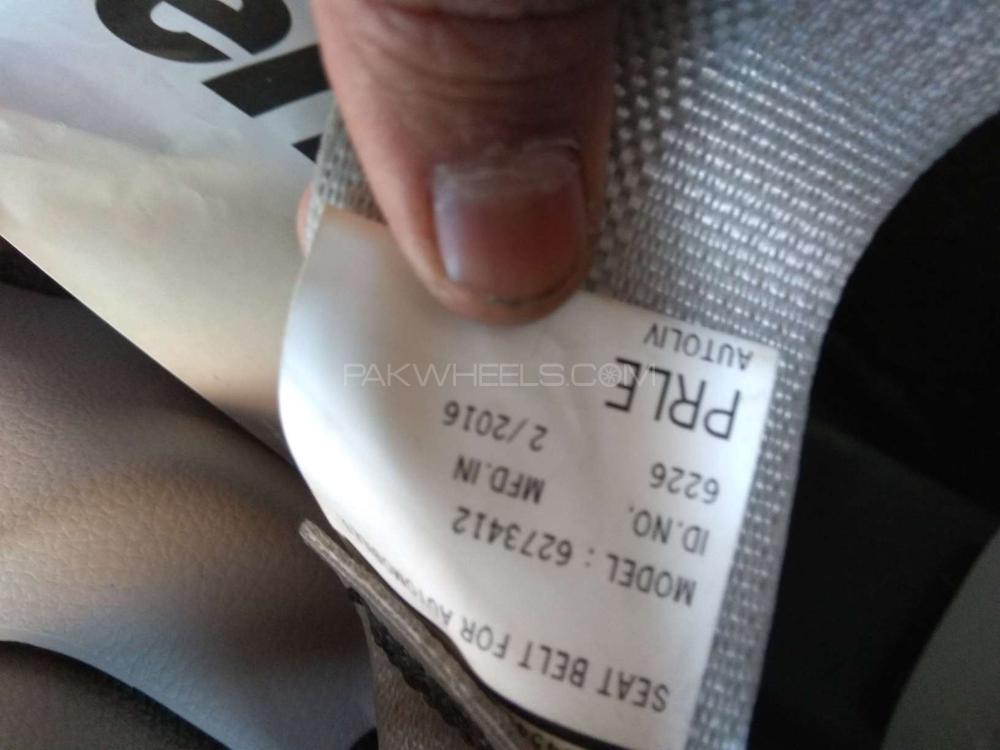 SEAT BELT FOR
MODEL : 6273412
ID.NO. MFD.IN
6226 2/2016
PRLE
AUTOLIV
PAKWHEELS.COM